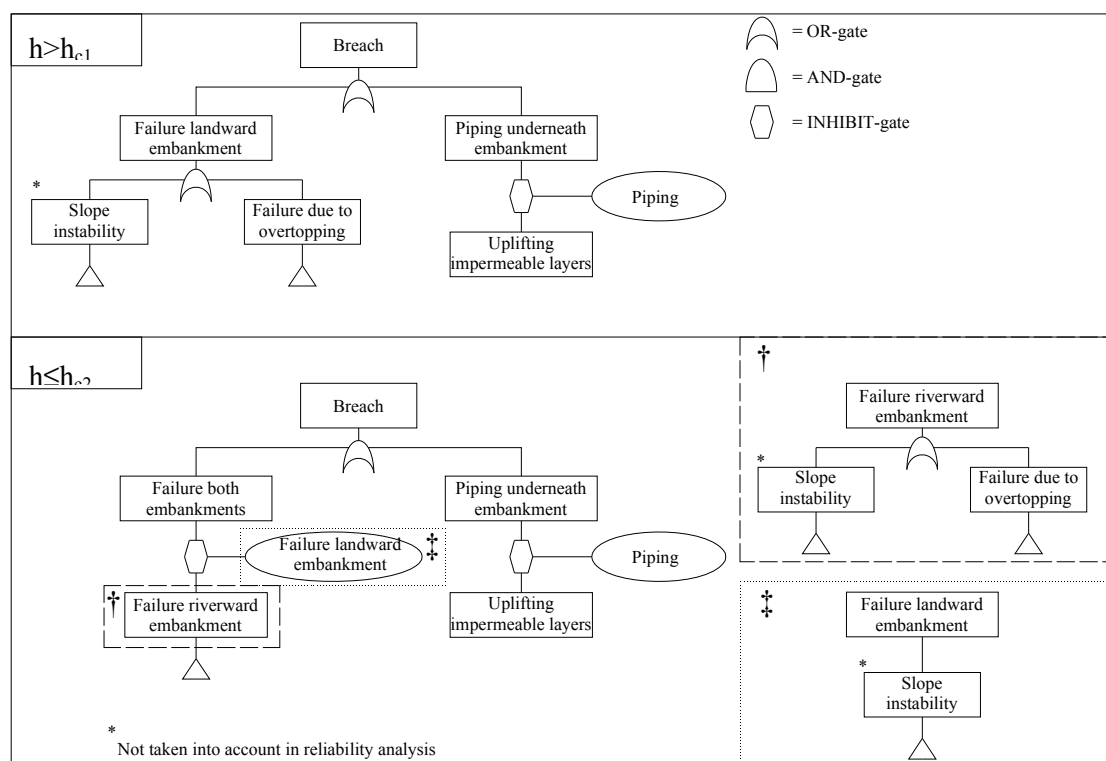 h>h
Breach
= OR-gate
= AND-gate
= INHIBIT-gate
Failure landward
embankment
Piping underneath
embankment
*
Slope
instability
Failure due to
overtopping
Piping
Uplifting
impermeable layers
h≤h
Breach
Failure both
embankments
Piping underneath
embankment
Failure landward
embankment
‡
Piping
†
Failure riverward
embankment
Uplifting
impermeable layers
*
Not taken into account in reliability analysis
†
Failure riverward
embankment
*
Slope
instability
Failure due to
overtopping
‡
Failure landward
embankment
*
Slope
instability